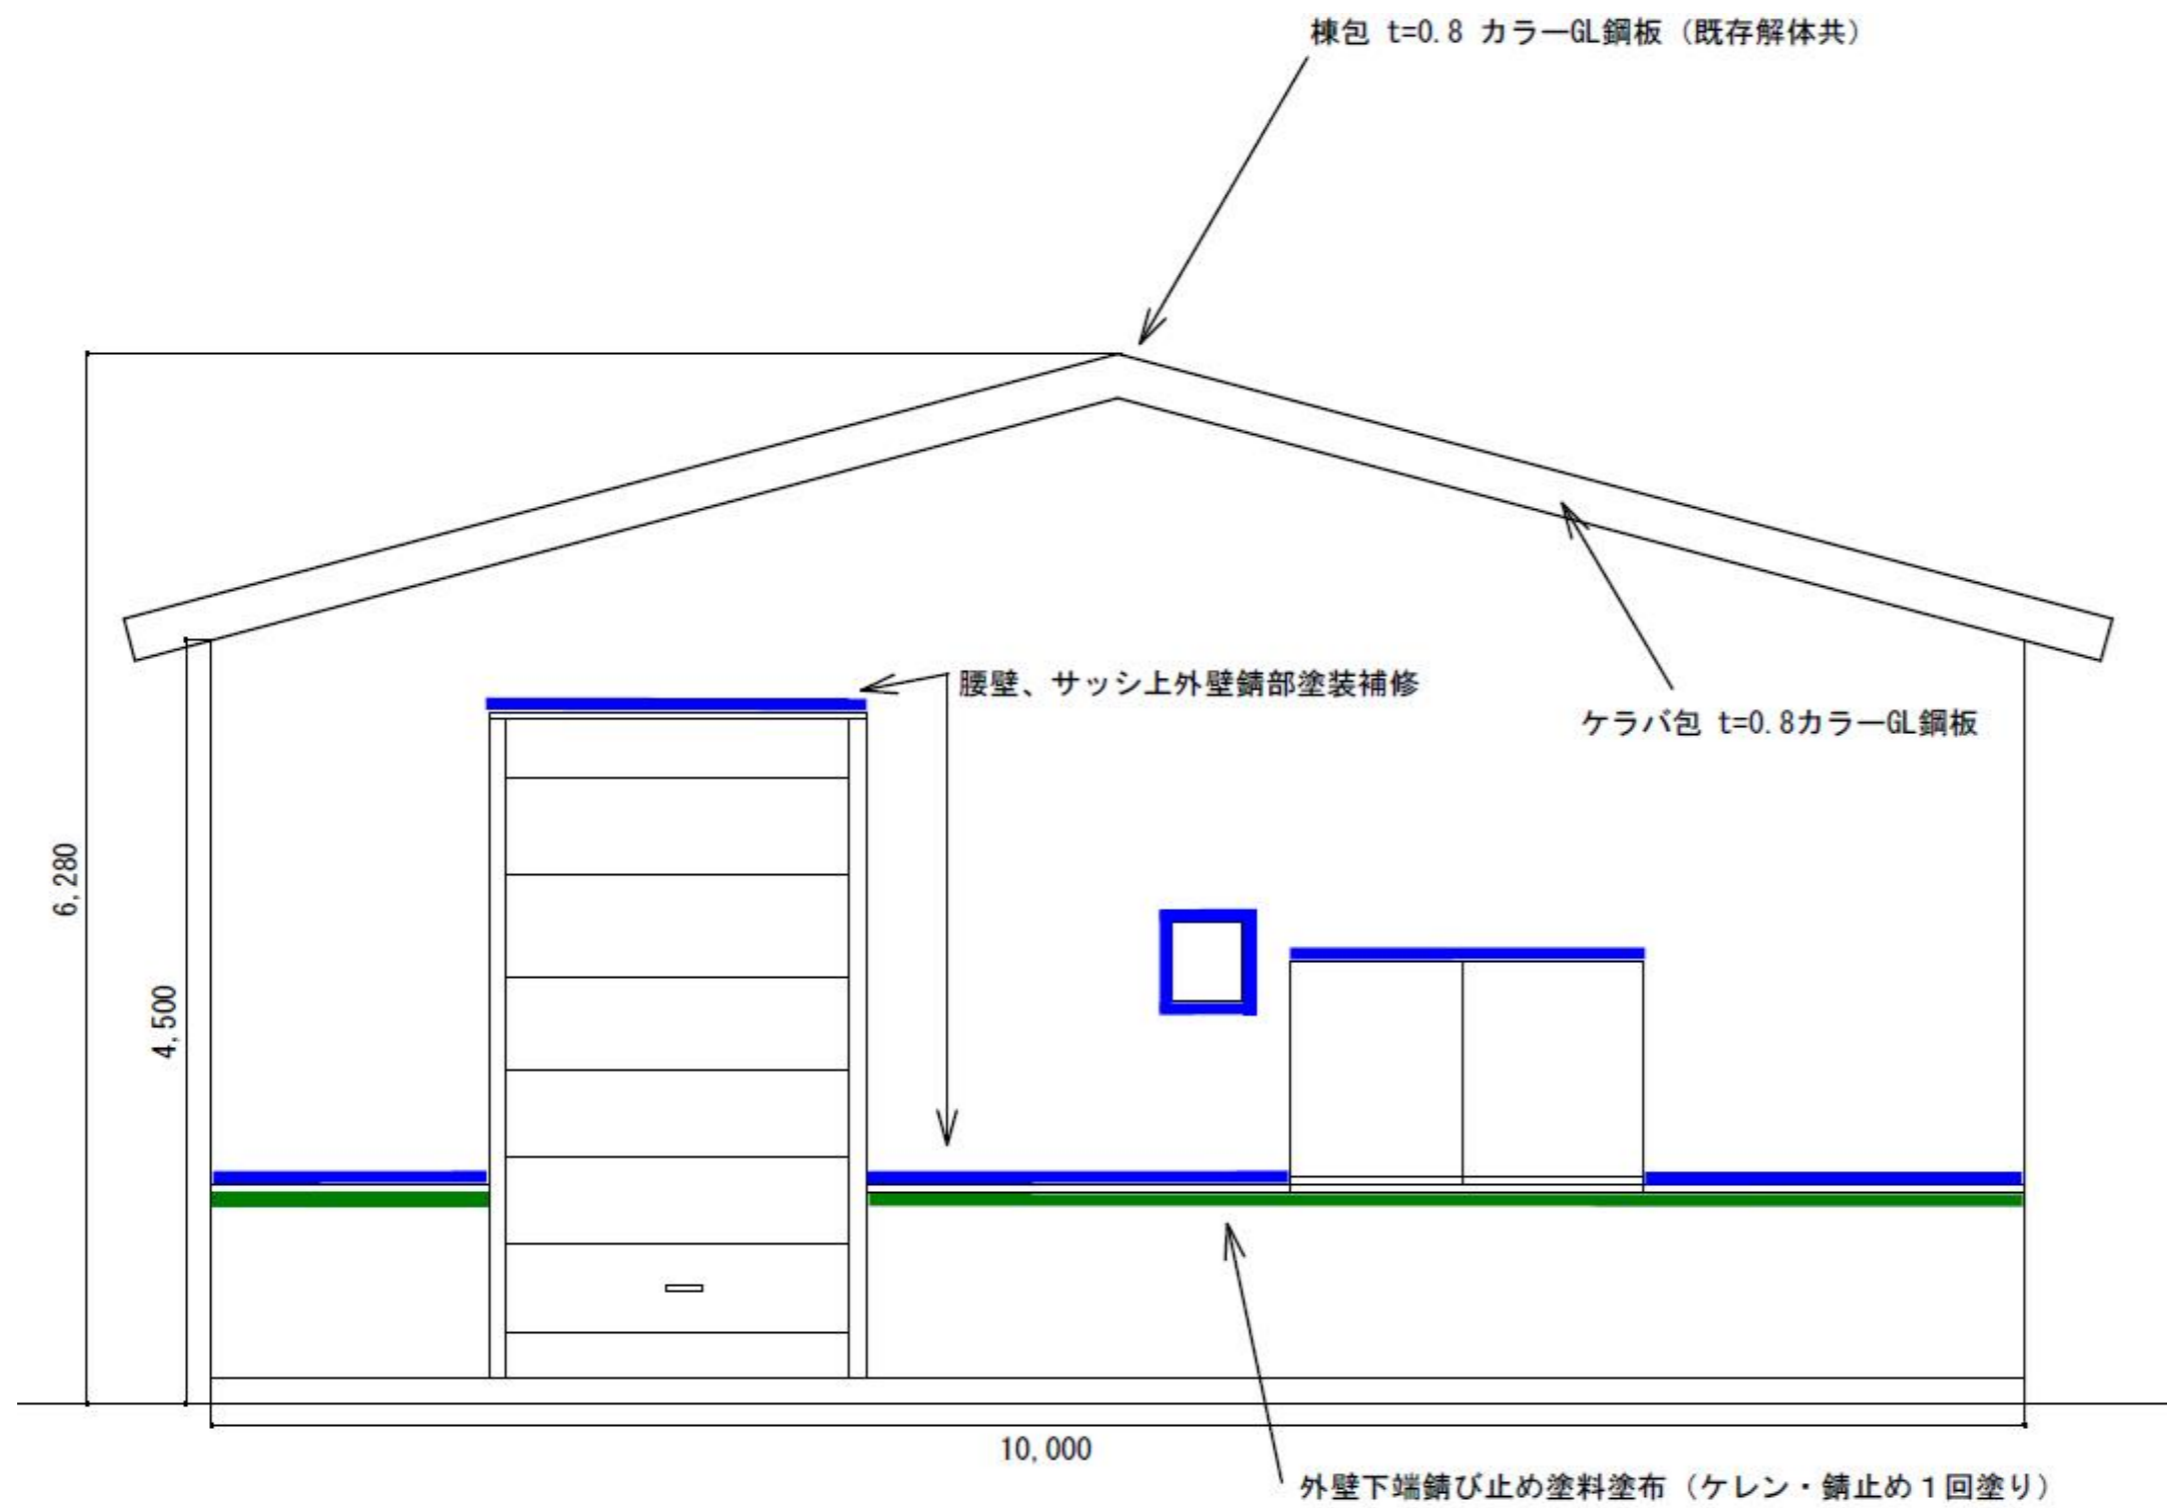 棟包 t=0.8 カラーGL鋼板（既存解体共）
腰壁、サッシ上外壁錆部塗装補修
ケラバ包 t=0.8カラーGL鋼板
6,280
4,500
10,000
外壁下端錆び止め塗料塗布（ケレン・錆止め１回塗り）